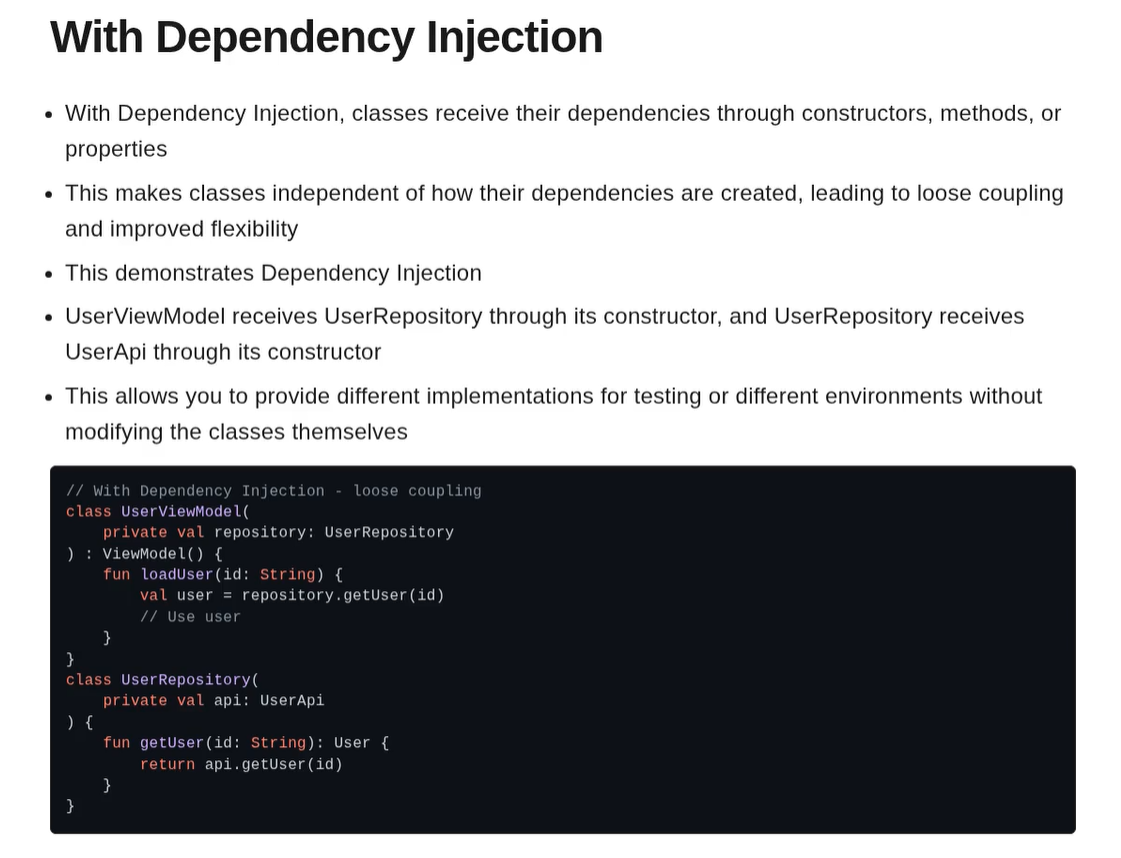 With Dependency Injection
• With Dependency Injection, classes receive their dependencies through constructors, methods, or
properties
• This makes classes independent of how their dependencies are created, leading to loose coupling
and improved flexibility
• This demonstrates Dependency Injection
• UserViewModel receives UserRepository through its constructor, and UserRepository receives
UserApi through its constructor
• This allows you to provide different implementations for testing or different environments without
modifying the classes themselves
// With Dependency Injection - loose coupling
class UserViewModel(
    private val repository: UserRepository
) : ViewModel() {
    fun loadUser(id: String) {
        val user = repository.getUser(id)
        // Use user
    }
}
class UserRepository(
    private val api: UserApi
) {
    fun getUser(id: String): User {
        return api.getUser(id)
    }
}